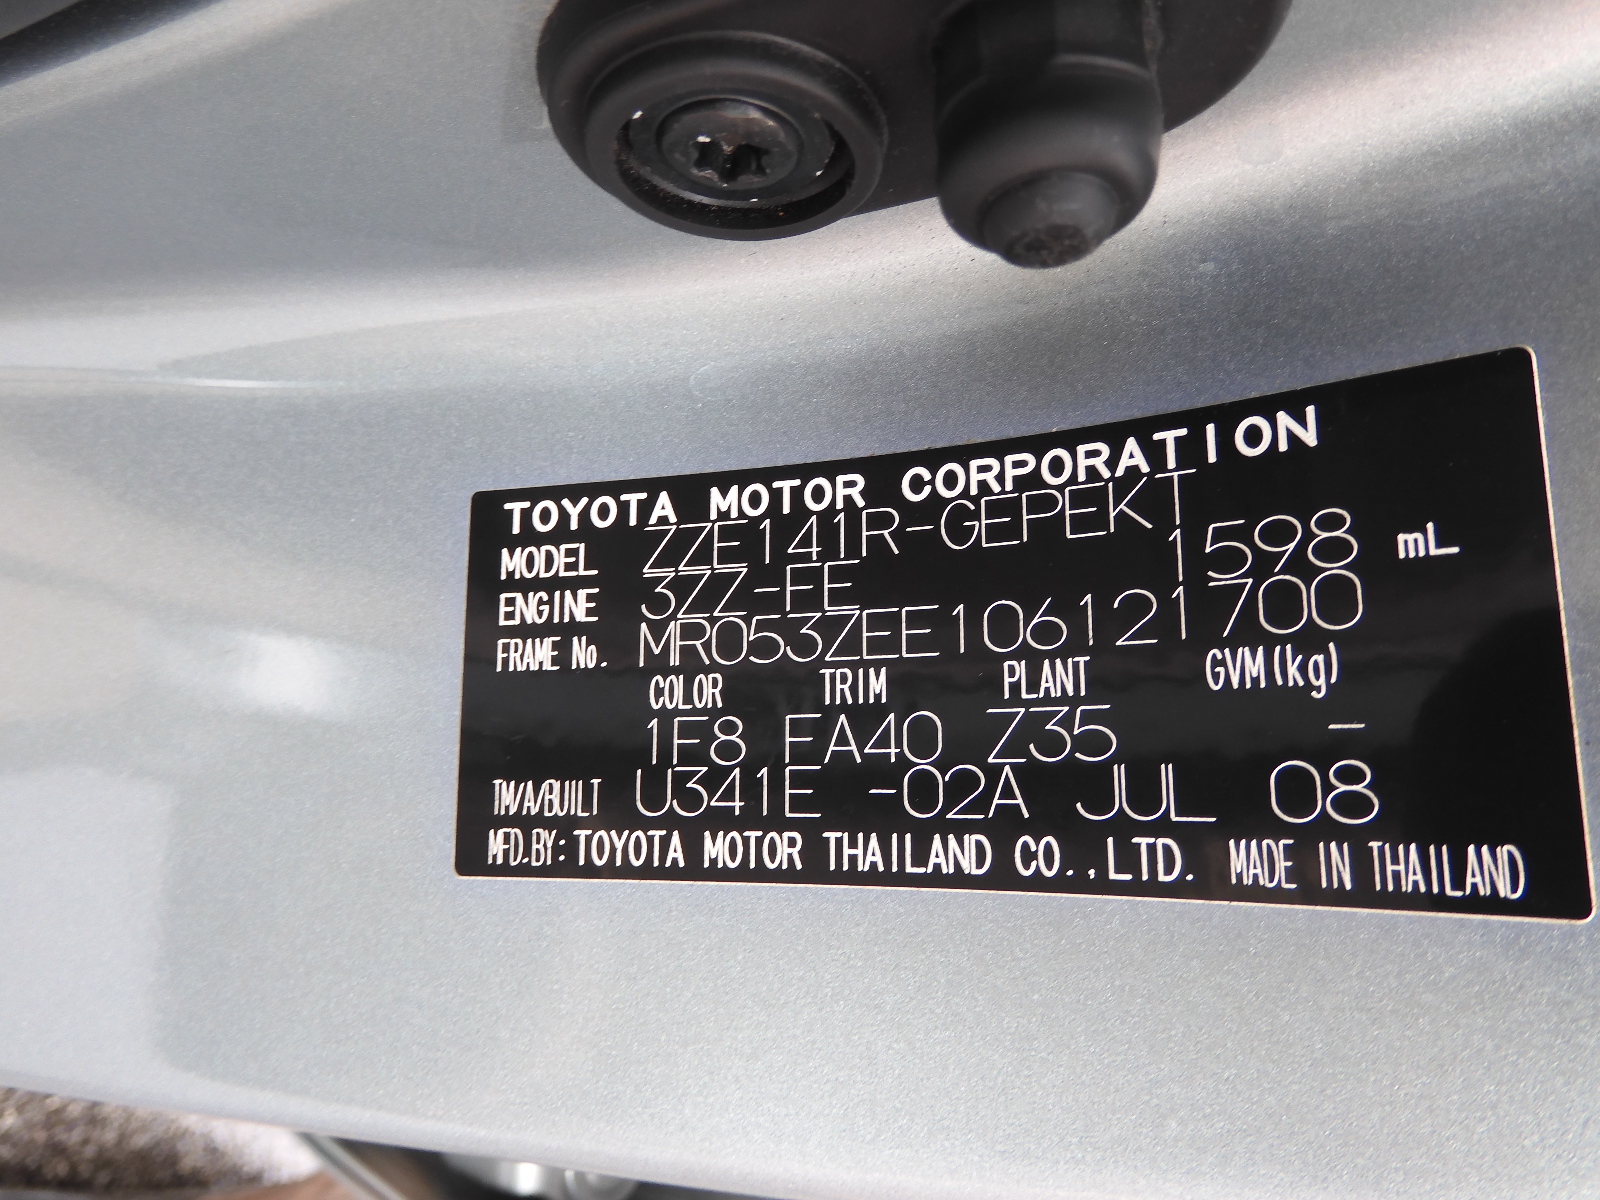 TOYOTA MOTOR CORPORATION
MODEL ZZE141R-GEPEKT
ENGINE 3ZZ-FE 1598 mL
FRAME No. MR053ZEE106121700
COLOR TRIM PLANT GVM(kg)
1F8 FA40 Z35 -
TM/A/BUILT U341E -02A JUL 08
MFD.BY: TOYOTA MOTOR THAILAND CO.,LTD. MADE IN THAILAND